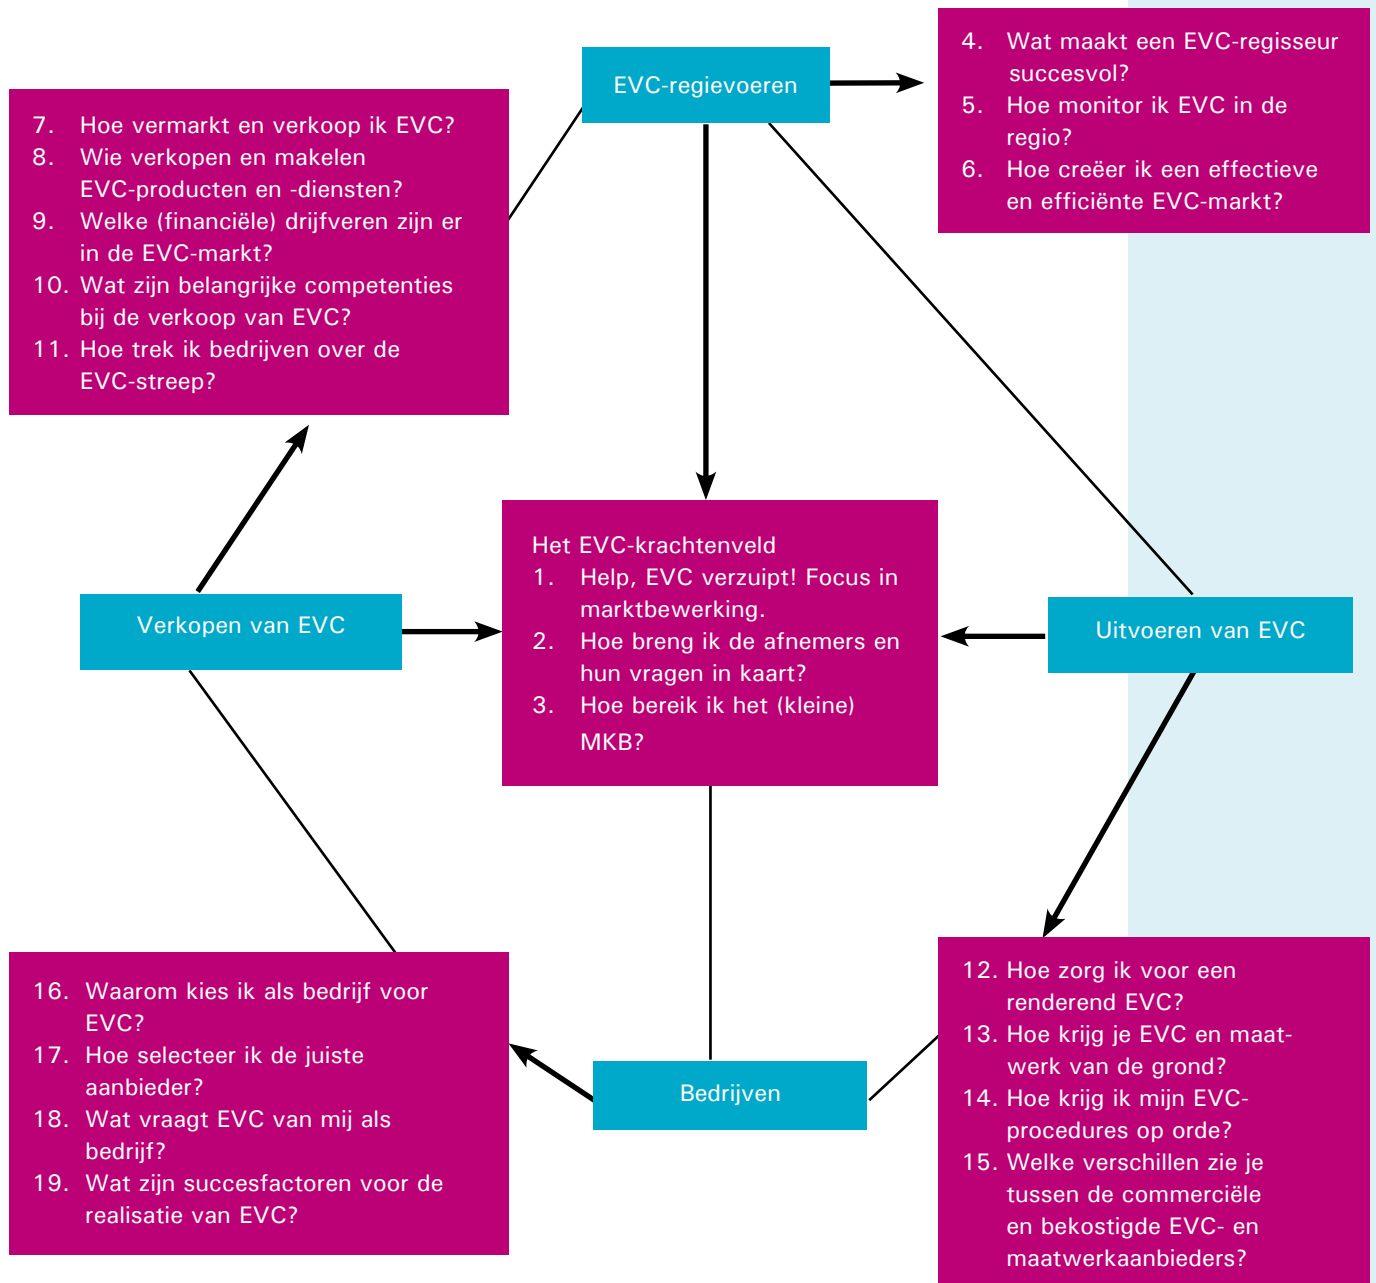 EVC-regievoeren
4. Wat maakt een EVC-regisseur
succesvol?
5. Hoe monitor ik EVC in de
regio?
6. Hoe creëer ik een effectieve
en efficiënte EVC-markt?
7. Hoe vermarkt en verkoop ik EVC?
8. Wie verkopen en makelen
EVC-producten en -diensten?
9. Welke (financiële) drijfveren zijn er
in de EVC-markt?
10. Wat zijn belangrijke competenties
bij de verkoop van EVC?
11. Hoe trek ik bedrijven over de
EVC-streep?
Het EVC-krachtenveld
1. Help, EVC verzuipt! Focus in
marktbewerking.
2. Hoe breng ik de afnemers en
hun vragen in kaart?
3. Hoe bereik ik het (kleine)
MKB?
Verkopen van EVC
Uitvoeren van EVC
16. Waarom kies ik als bedrijf voor
EVC?
17. Hoe selecteer ik de juiste
aanbieder?
18. Wat vraagt EVC van mij als
bedrijf?
19. Wat zijn succesfactoren voor de
realisatie van EVC?
Bedrijven
12. Hoe zorg ik voor een
renderend EVC?
13. Hoe krijg je EVC en maat-
werk van de grond?
14. Hoe krijg ik mijn EVC-
procedures op orde?
15. Welke verschillen zie je
tussen de commerciële
en bekostigde EVC- en
maatwerkaanbieders?